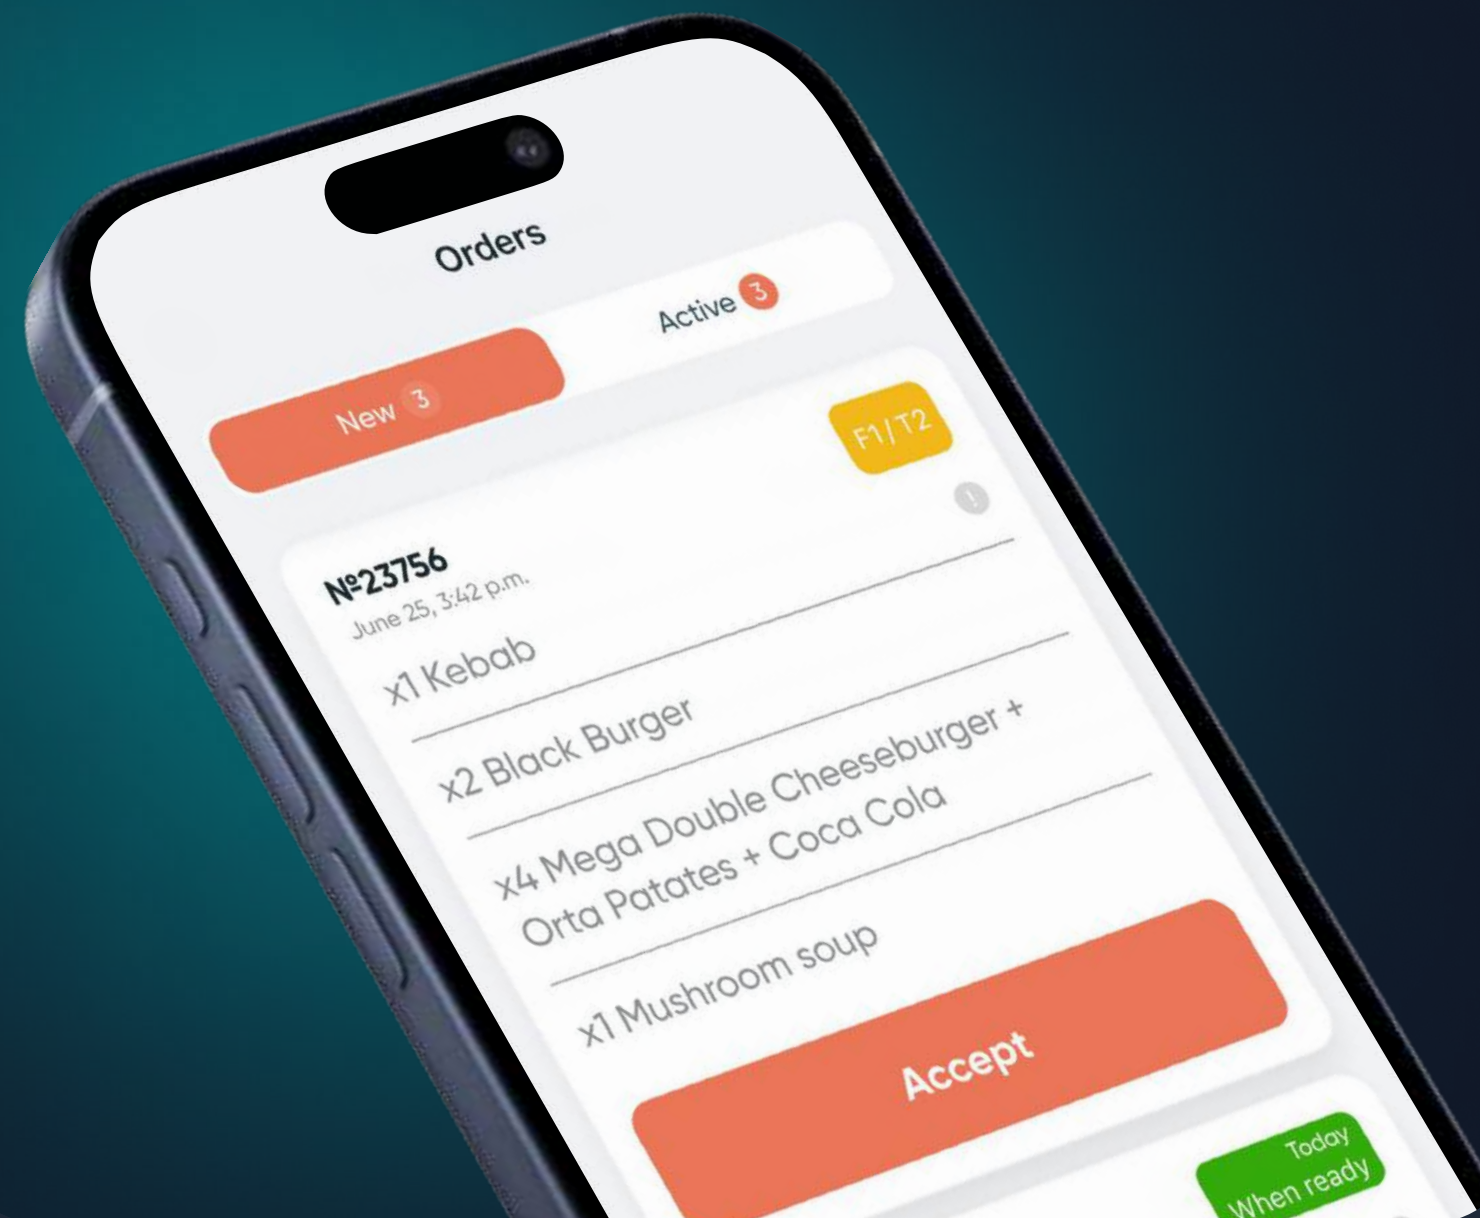 Orders
New 3
Active 3
F1/T2
№23756
!
June 25, 3:42 p.m.
x1 Kebab
x2 Black Burger
x4 Mega Double Cheeseburger +
Orta Patates + Coca Cola
x1 Mushroom soup
Accept
Today
When ready